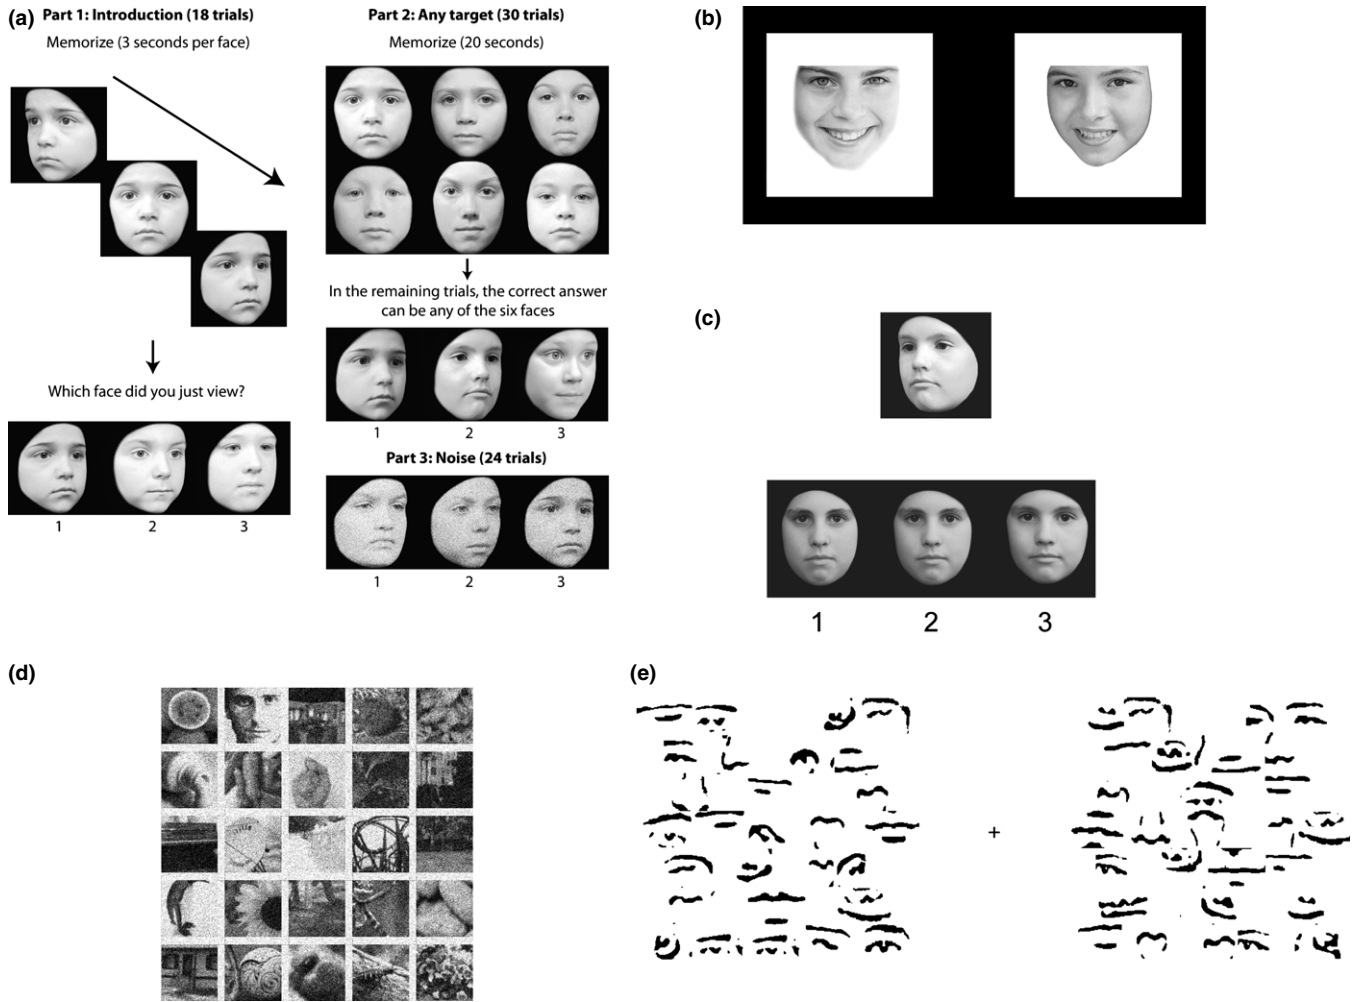 (a)
Part 1: Introduction (18 trials)
Memorize (3 seconds per face)
Which face did you just view?
1 2 3
Part 2: Any target (30 trials)
Memorize (20 seconds)
In the remaining trials, the correct answer
can be any of the six faces
1 2 3
Part 3: Noise (24 trials)
1 2 3
(b)
(c)
1 2 3
(d)
(e)
+